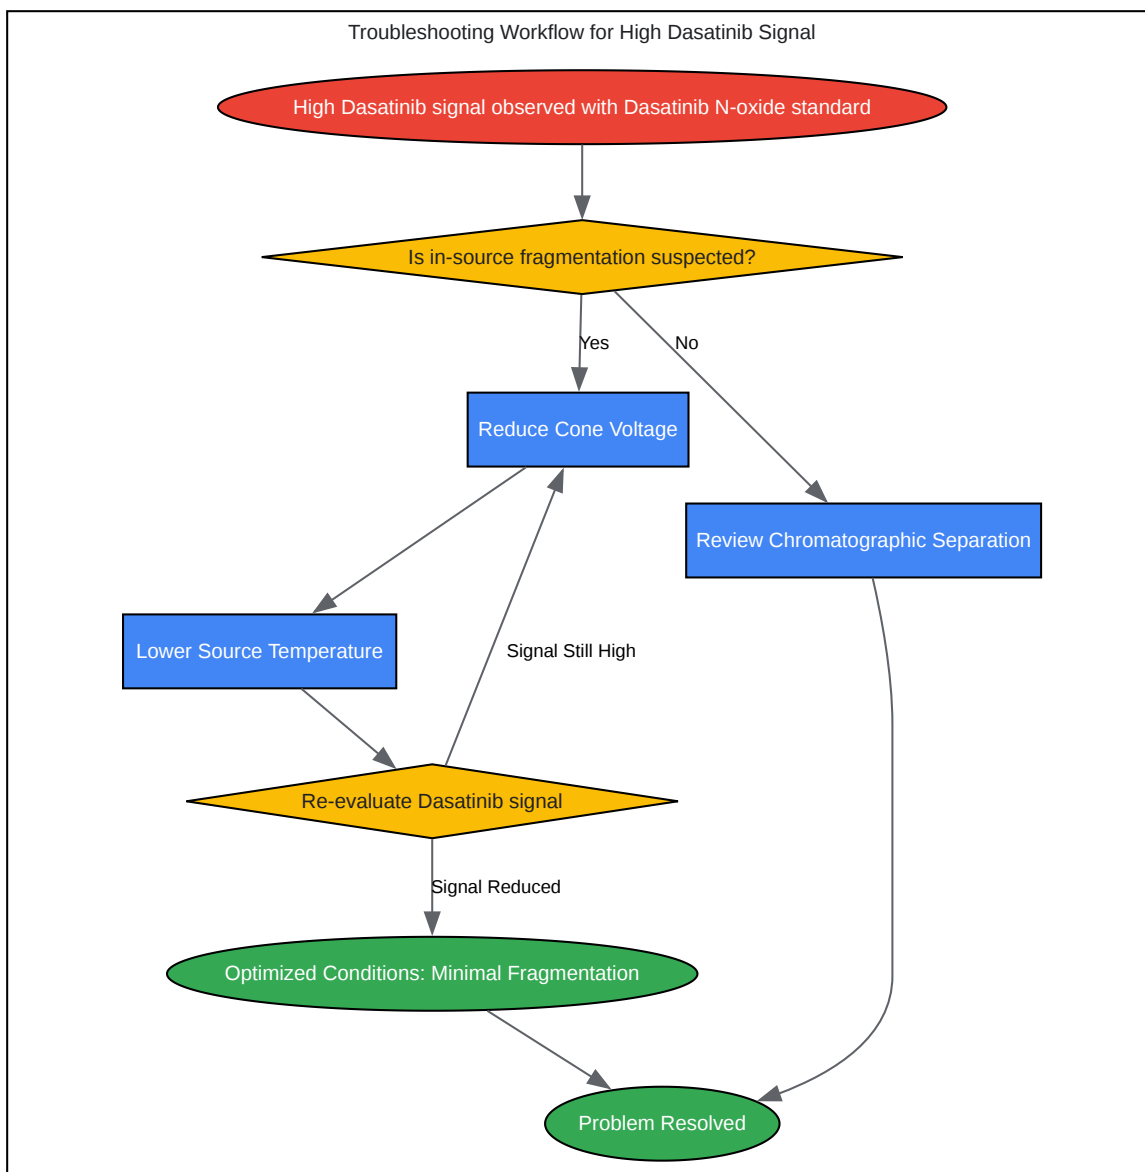 Troubleshooting Workflow for High Dasatinib Signal
High Dasatinib signal observed with Dasatinib N-oxide standard
Is in-source fragmentation suspected?
Yes
No
Reduce Cone Voltage
Review Chromatographic Separation
Lower Source Temperature
Signal Still High
Re-evaluate Dasatinib signal
Signal Reduced
Optimized Conditions: Minimal Fragmentation
Problem Resolved